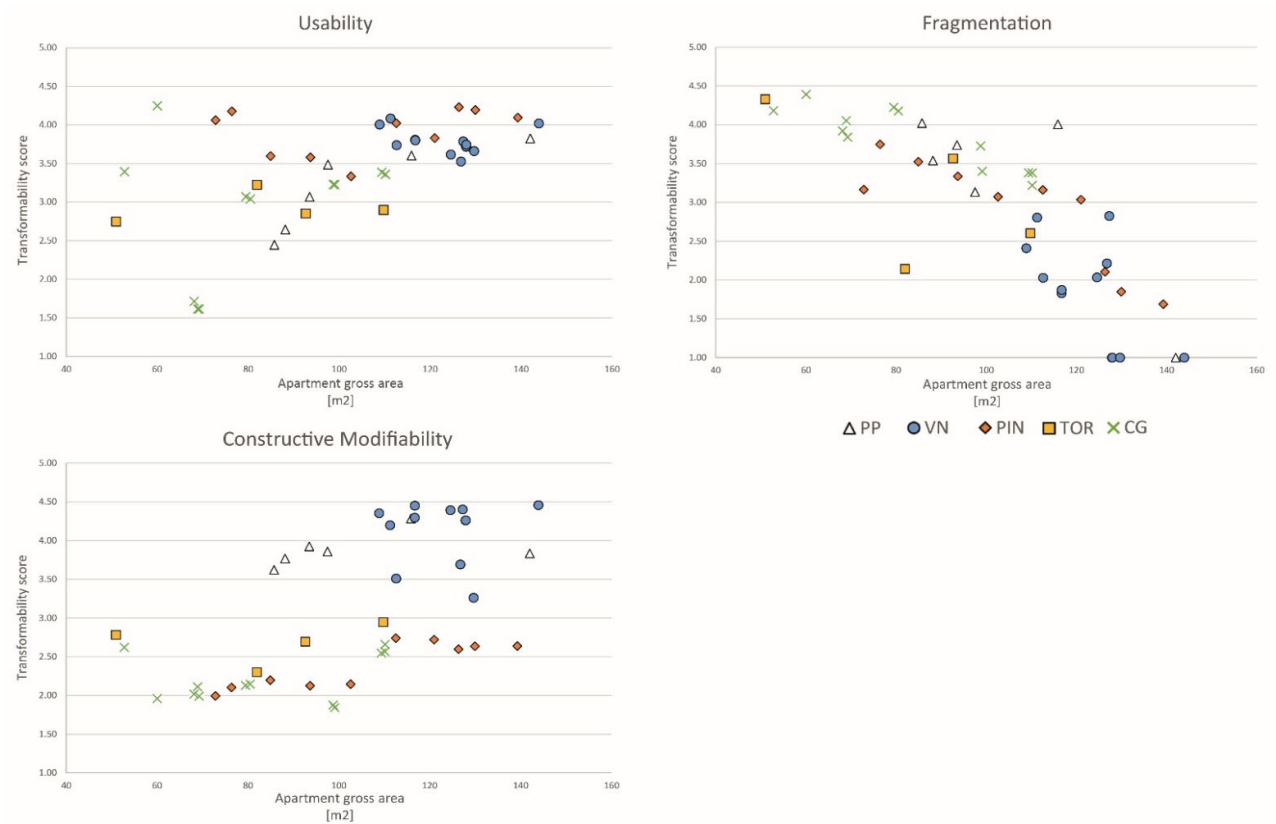 Usability
5.00
4.50
4.00
3.50
3.00
2.50
2.00
1.50
1.00
Transformability score
40 60 80 100 120 140 160
Apartment gross area
[m2]
Fragmentation
5.00
4.50
4.00
3.50
3.00
2.50
2.00
1.50
1.00
Tranasformability score
40 60 80 100 120 140 160
Apartment gross area
[m2]
PP VN PIN TOR CG
Constructive Modifiability
5.00
4.50
4.00
3.50
3.00
2.50
2.00
1.50
1.00
Transformability score
40 60 80 100 120 140 160
Apartment gross area
[m2]